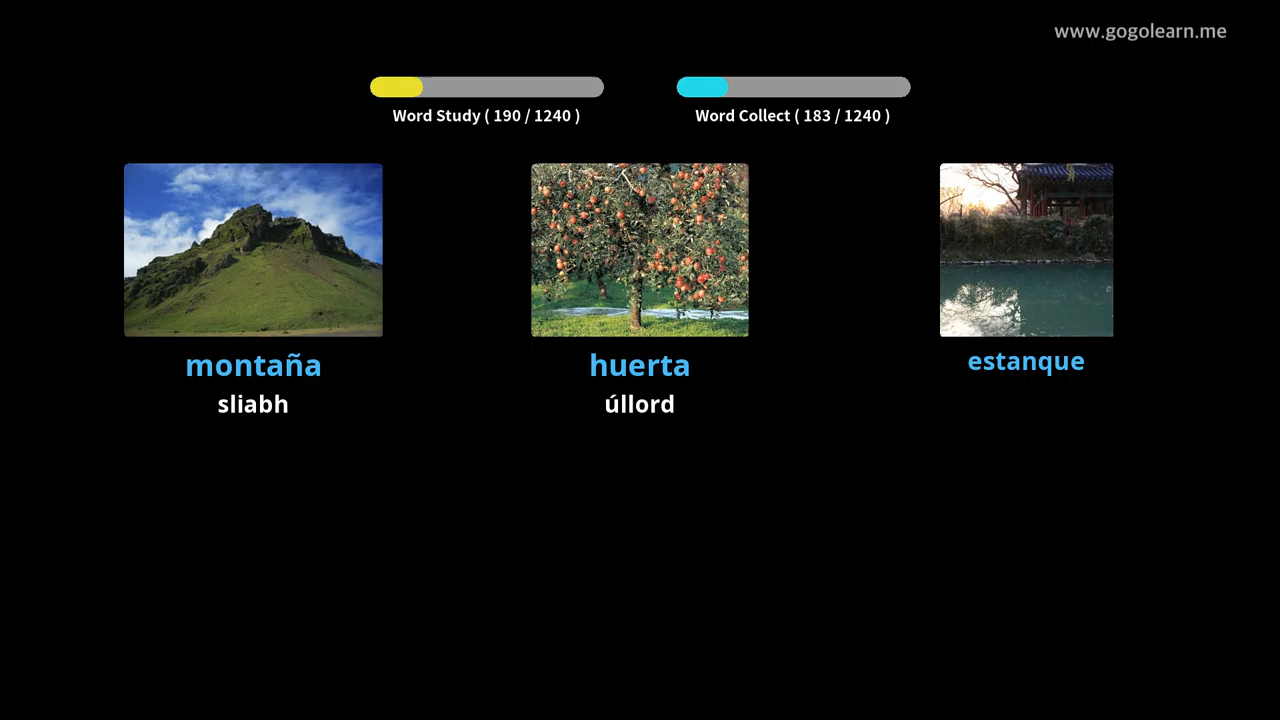 www.gogolearn.me
Word Study ( 190 / 1240 )
Word Collect ( 183 / 1240 )
montaña
sliabh
huerta
úllord
estanque